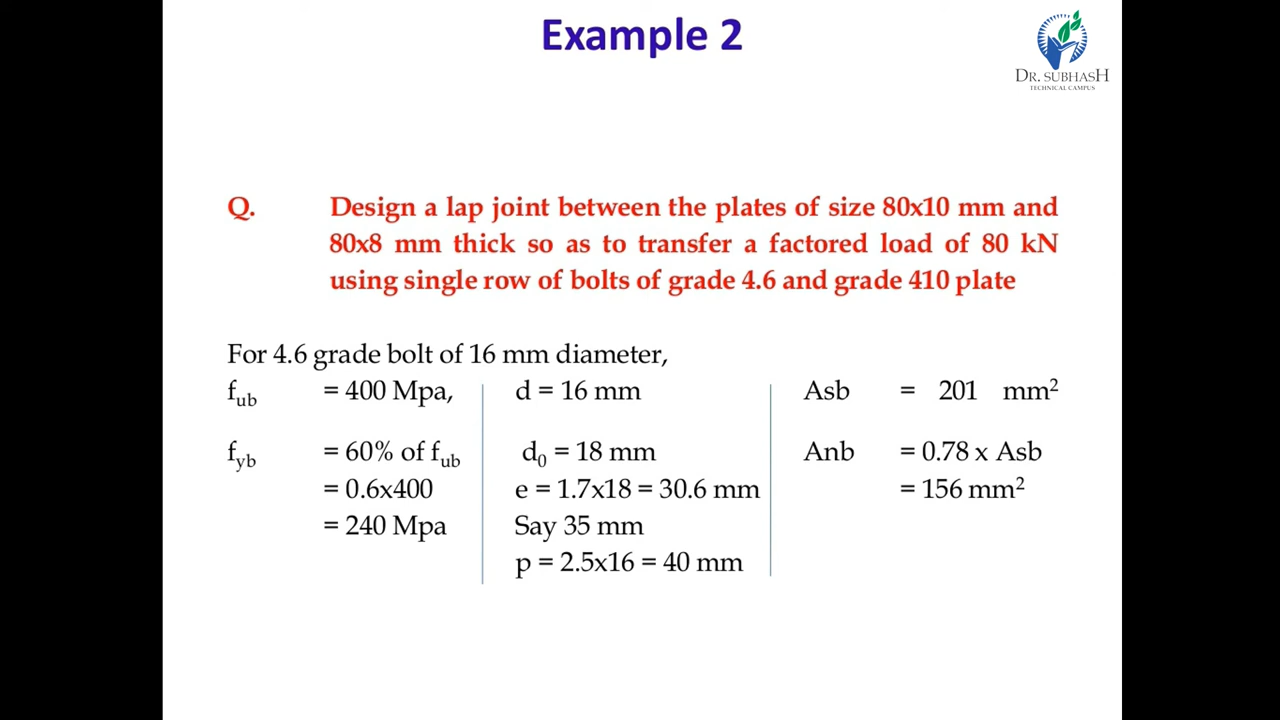 Example 2
DR. SUBHASH
TECHNICAL CAMPUS
Q. Design a lap joint between the plates of size 80x10 mm and
80x8 mm thick so as to transfer a factored load of 80 kN
using single row of bolts of grade 4.6 and grade 410 plate
For 4.6 grade bolt of 16 mm diameter,
fub = 400 Mpa,
fyb = 60% of fub
= 0.6x400
= 240 Mpa
d = 16 mm
d0 = 18 mm
e = 1.7x18 = 30.6 mm
Say 35 mm
p = 2.5x16 = 40 mm
Asb = 201 mm²
Anb = 0.78 x Asb
= 156 mm²